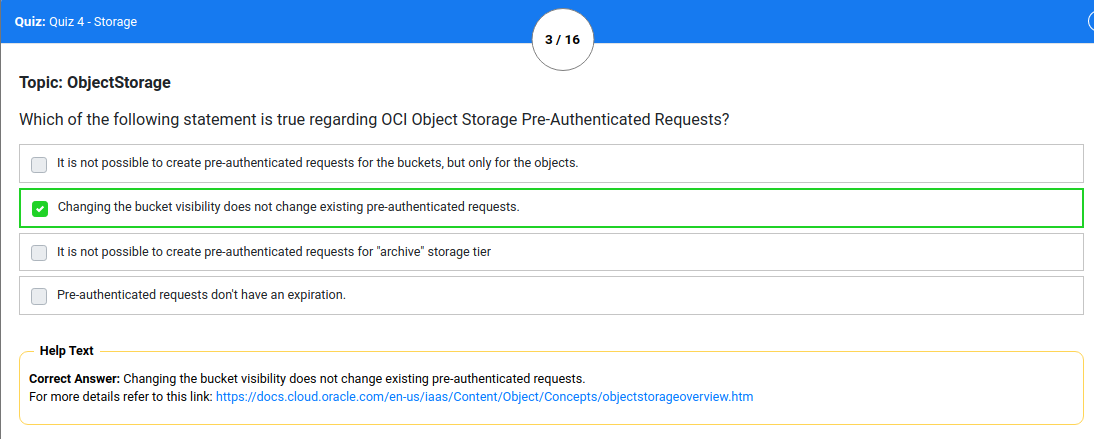 Quiz: Quiz 4 - Storage
3 / 16
Topic: ObjectStorage
Which of the following statement is true regarding OCI Object Storage Pre-Authenticated Requests?
It is not possible to create pre-authenticated requests for the buckets, but only for the objects.
Changing the bucket visibility does not change existing pre-authenticated requests.
It is not possible to create pre-authenticated requests for "archive" storage tier
Pre-authenticated requests don't have an expiration.
Help Text
Correct Answer: Changing the bucket visibility does not change existing pre-authenticated requests.
For more details refer to this link: https://docs.cloud.oracle.com/en-us/iaas/Content/Object/Concepts/objectstorageoverview.htm